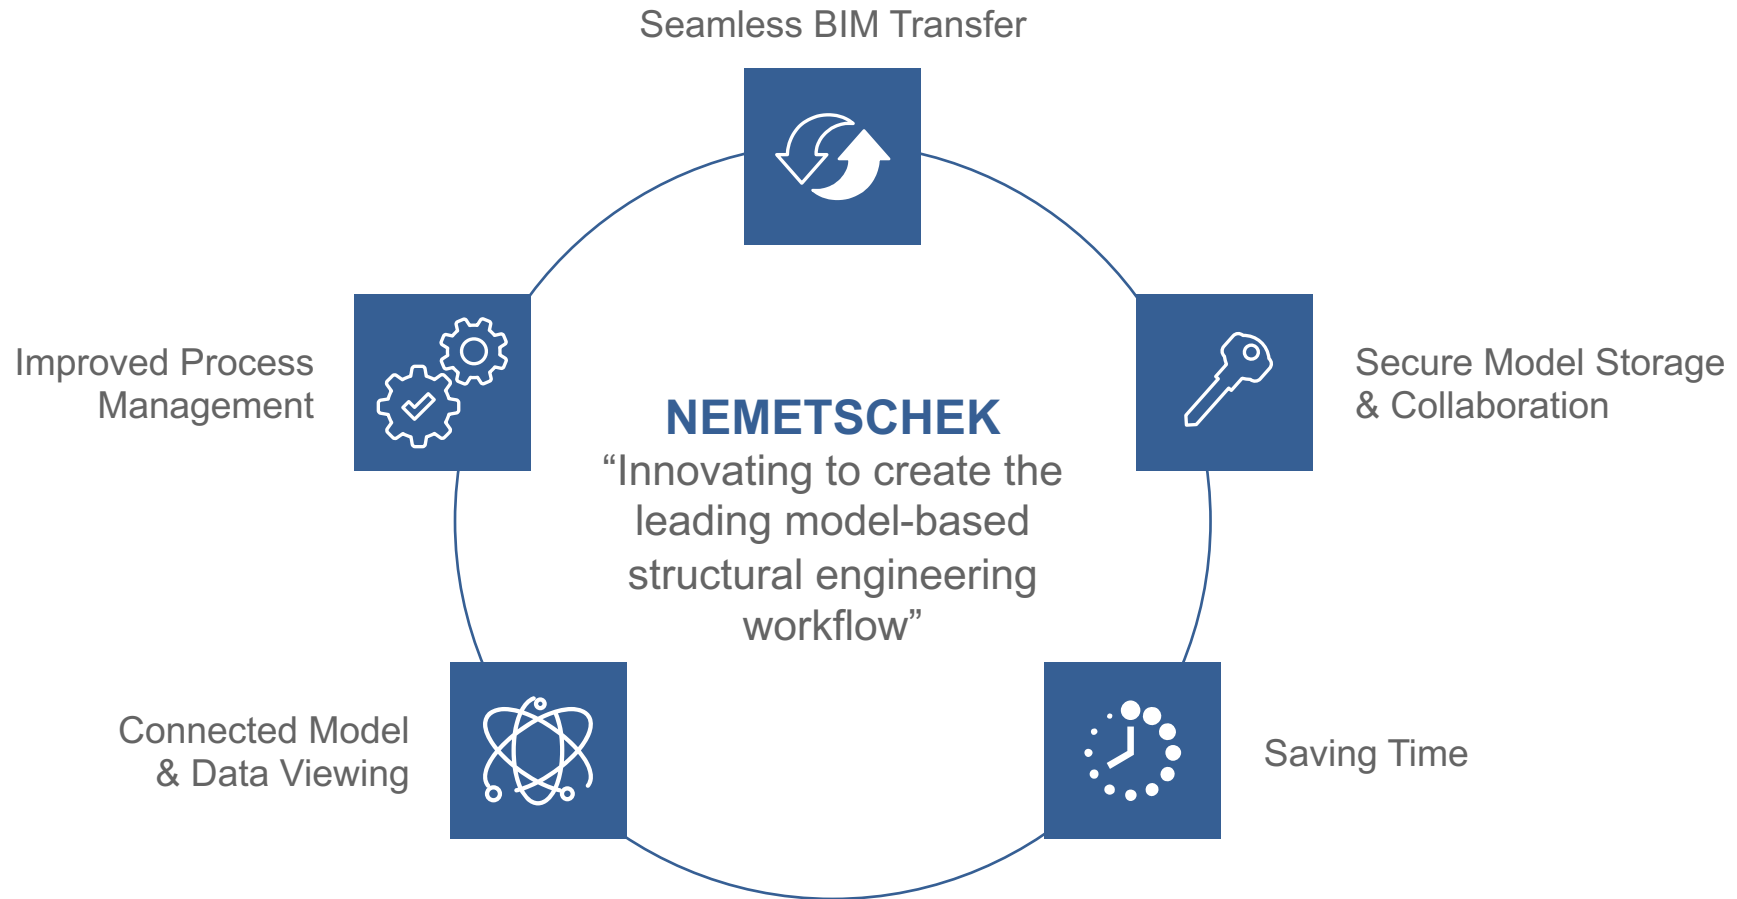 Seamless BIM Transfer
Improved Process
Management
Secure Model Storage
& Collaboration
NEMETSCHEK
“Innovating to create the
leading model-based
structural engineering
workflow”
Connected Model
& Data Viewing
Saving Time